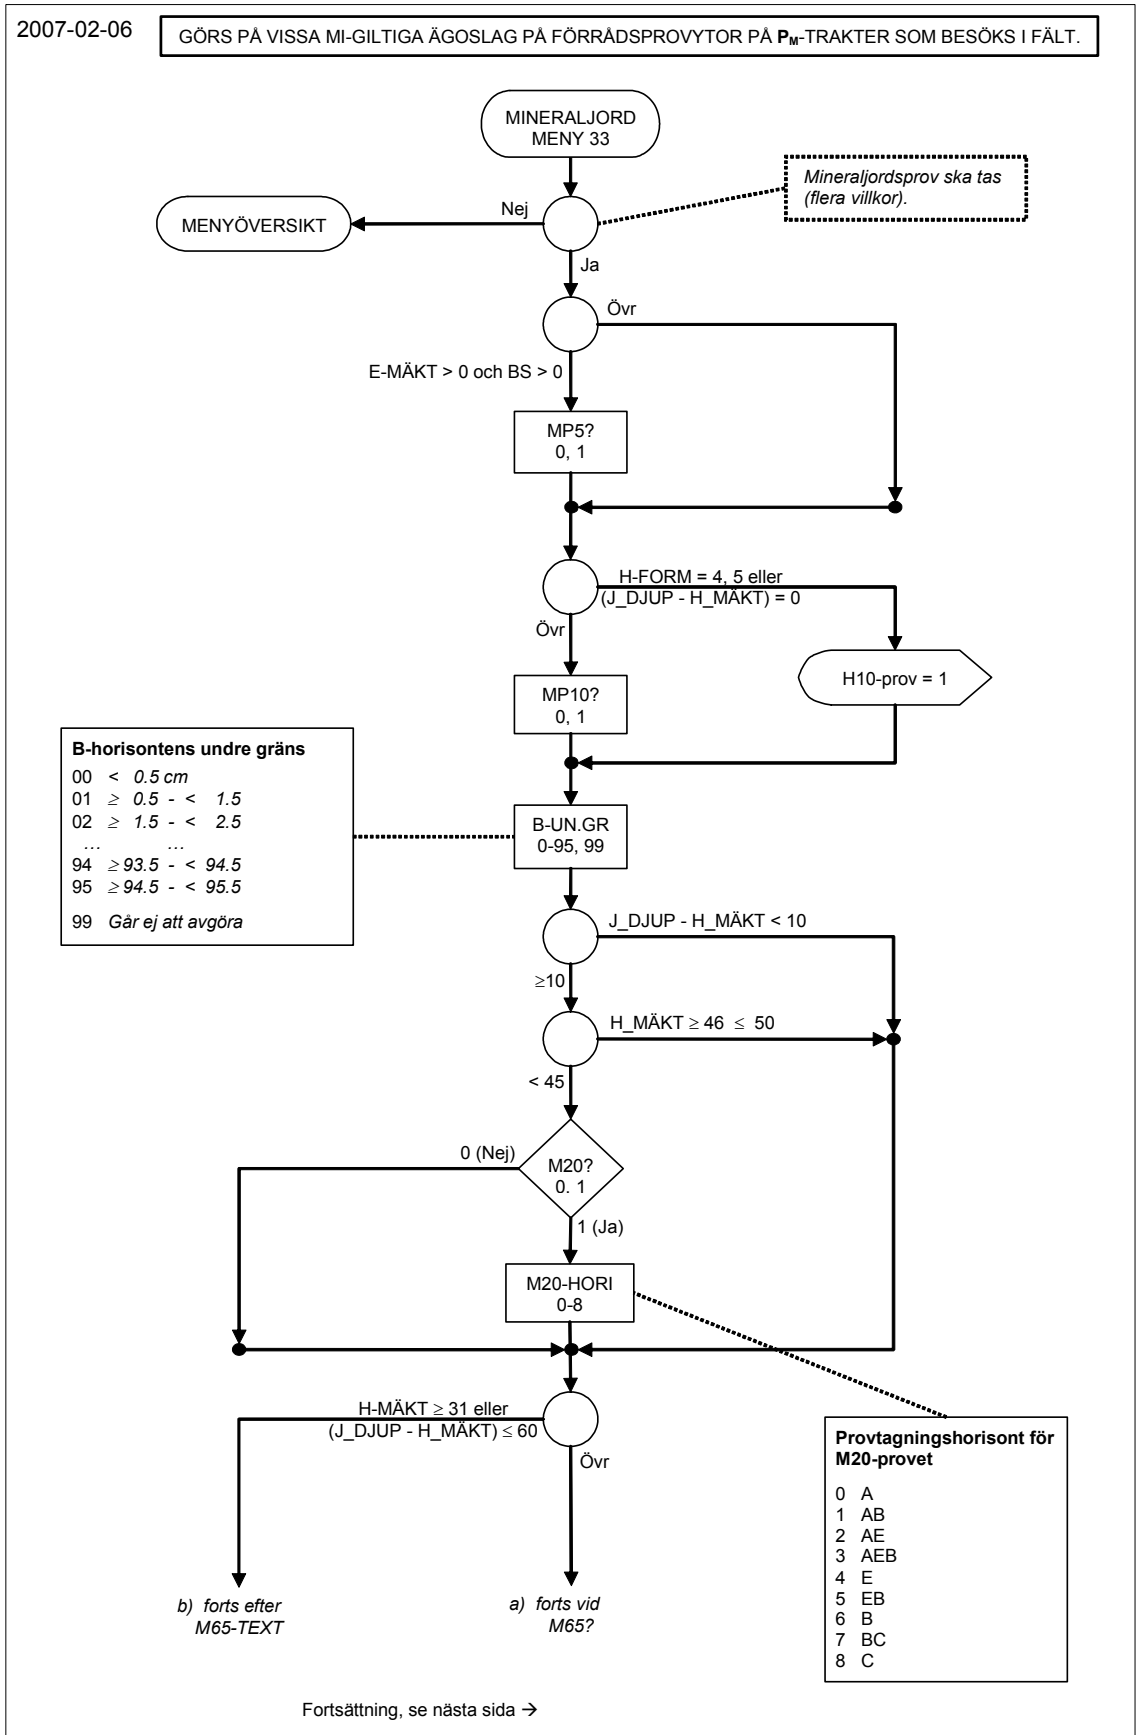 2007-02-06
GÖRS PÅ VISSA MI-GILTIGA ÄGOSLAG PÅ FÖRRÅDSPROVYTOR PÅ PM-TRAKTER SOM BESÖKS I FÄLT.
MINERALJORD
MENY 33
Mineraljordsprov ska tas
(flera villkor).
Nej
MENYÖVERSIKT
Ja
Övr
E-MÄKT > 0 och BS > 0
MP5?
0, 1
H-FORM = 4, 5 eller
(J_DJUP - H_MÄKT) = 0
Övr
H10-prov = 1
MP10?
0, 1
B-horisontens undre gräns
00 < 0.5 cm
01 ≥ 0.5 - < 1.5
02 ≥ 1.5 - < 2.5
... ...
94 ≥ 93.5 - < 94.5
95 ≥ 94.5 - < 95.5
99 Går ej att avgöra
B-UN.GR
0-95, 99
J_DJUP - H_MÄKT < 10
≥10
H_MÄKT ≥ 46 ≤ 50
< 45
0 (Nej)
M20?
0. 1
1 (Ja)
M20-HORI
0-8
H-MÄKT ≥ 31 eller
(J_DJUP - H_MÄKT) ≤ 60
Övr
Provtagningshorisont för
M20-provet
0 A
1 AB
2 AE
3 AEB
4 E
5 EB
6 B
7 BC
8 C
b) forts efter
M65-TEXT
a) forts vid
M65?
Fortsättning, se nästa sida →